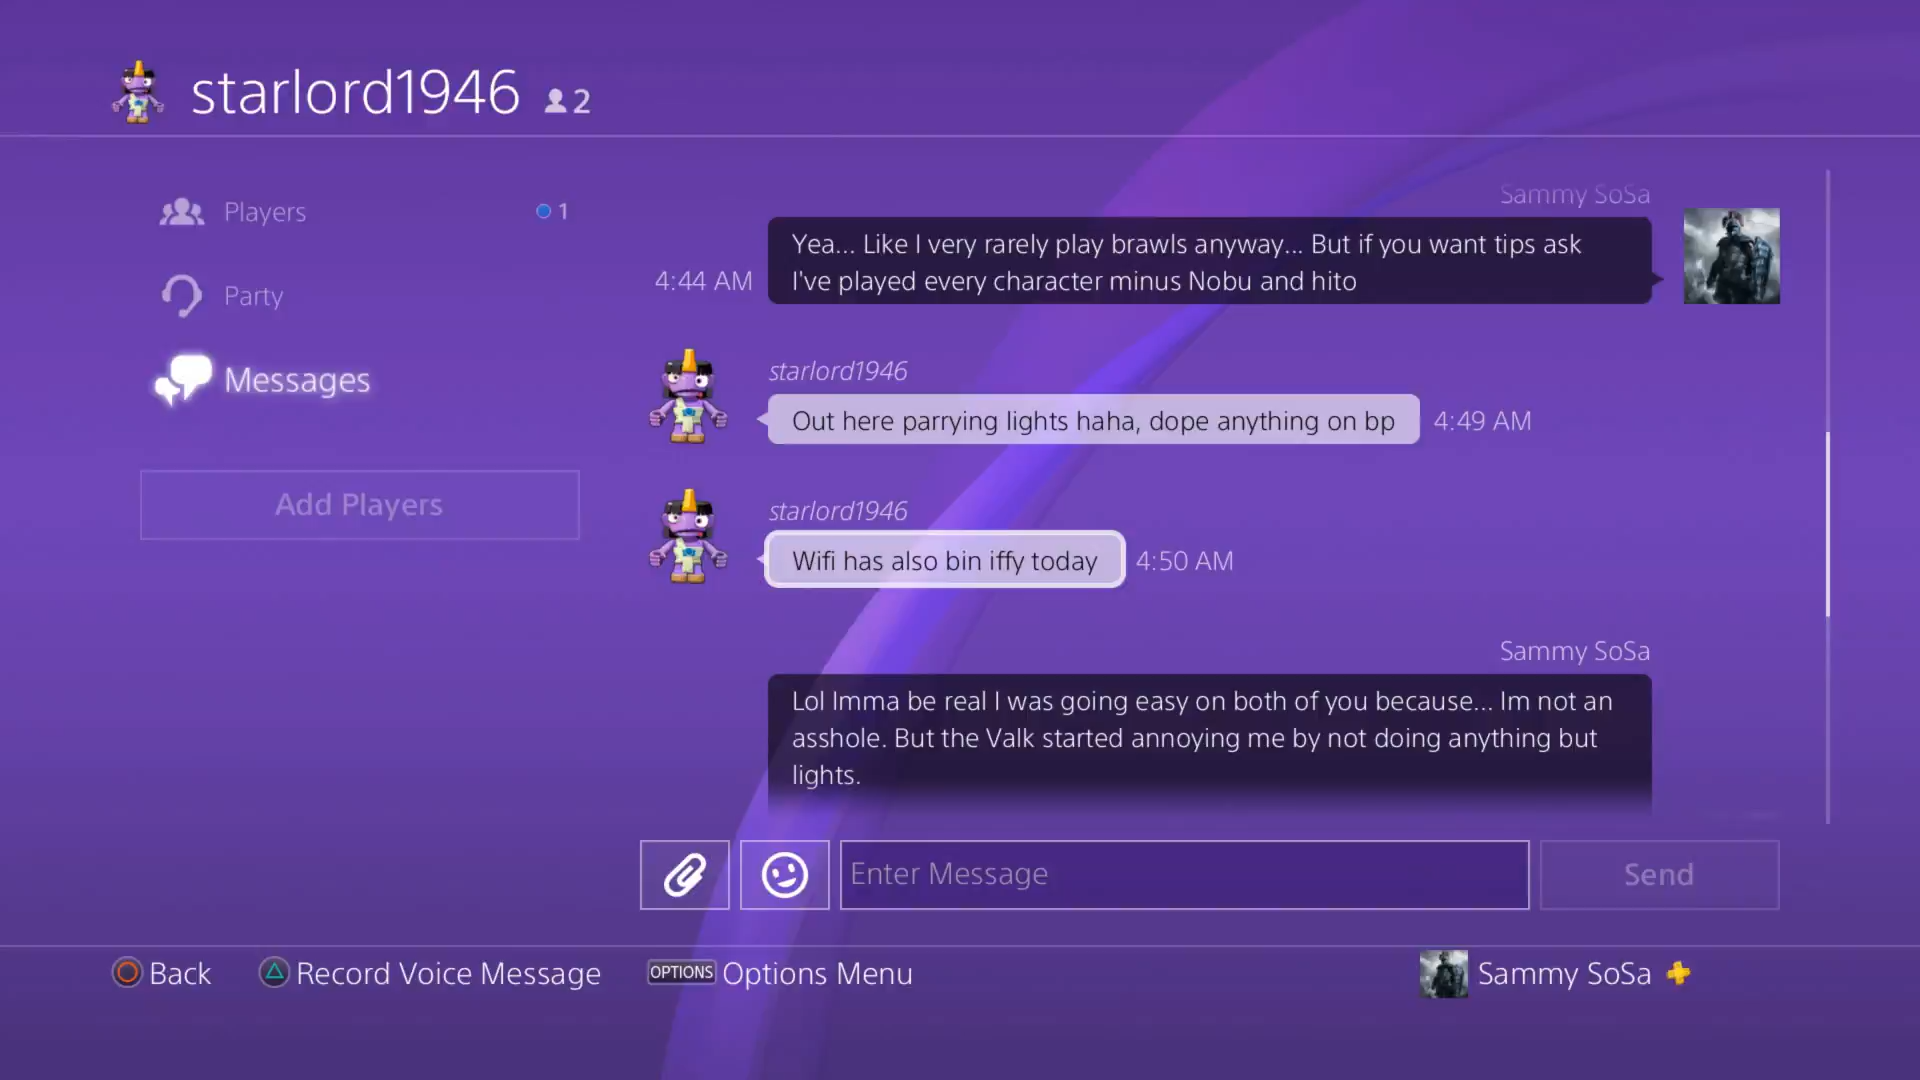 starlord1946 2
Players 1
Party
Messages
Add Players
Sammy SoSa
Yea... Like I very rarely play brawls anyway... But if you want tips ask
I've played every character minus Nobu and hito
4:44 AM
starlord1946
Out here parrying lights haha, dope anything on bp
4:49 AM
starlord1946
Wifi has also bin iffy today
4:50 AM
Sammy SoSa
Lol Imma be real I was going easy on both of you because... Im not an
asshole. But the Valk started annoying me by not doing anything but
lights.
Enter Message
Send
Back
Record Voice Message
OPTIONS Options Menu
Sammy SoSa